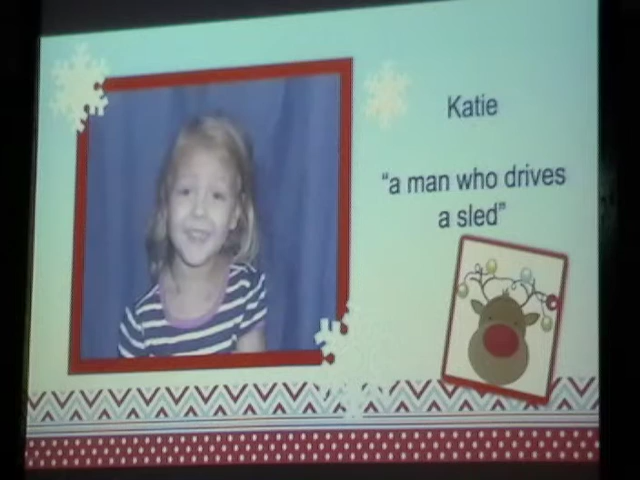 Katie
“a man who drives
a sled”